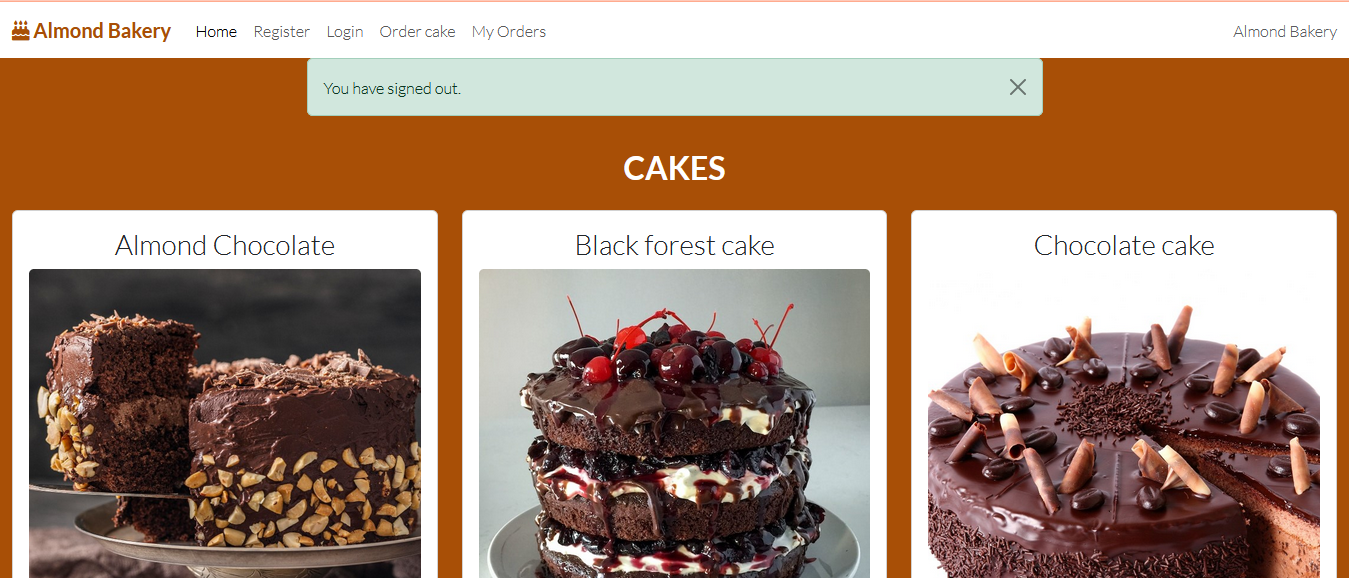 Almond Bakery Home Register Login Order cake My Orders Almond Bakery
You have signed out.
CAKES
Almond Chocolate
Black forest cake
Chocolate cake